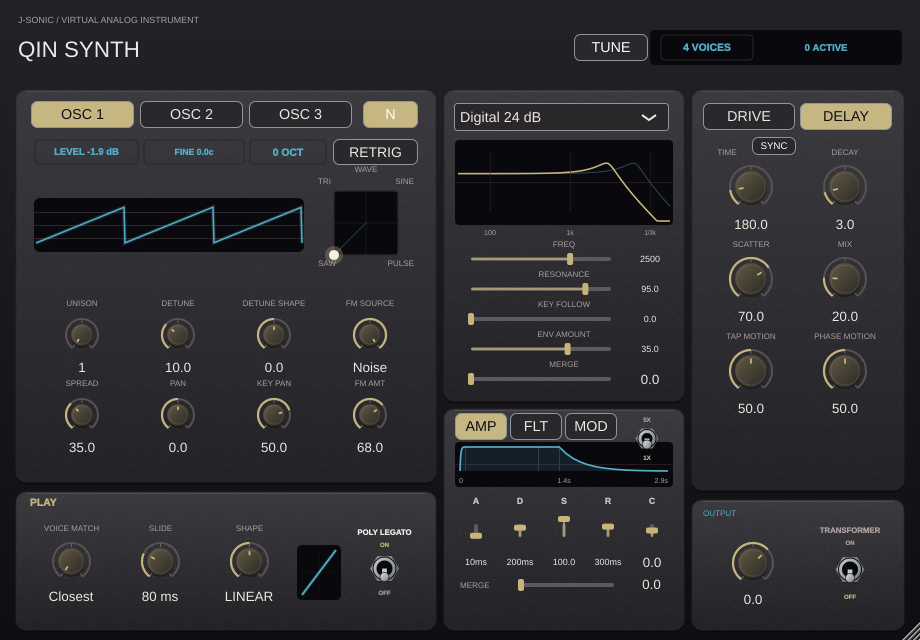 J-SONIC / VIRTUAL ANALOG INSTRUMENT
QIN SYNTH
TUNE
4 VOICES
0 ACTIVE
OSC 1
OSC 2
OSC 3
N
LEVEL -1.9 dB
FINE 0.0c
0 OCT
RETRIG
WAVE
TRI
SINE
SAW
PULSE
UNISON
DETUNE
DETUNE SHAPE
FM SOURCE
1
10.0
0.0
Noise
SPREAD
PAN
KEY PAN
FM AMT
35.0
0.0
50.0
68.0
PLAY
VOICE MATCH
SLIDE
SHAPE
POLY LEGATO
ON
OFF
Closest
80 ms
LINEAR
Digital 24 dB
100
1k
10k
FREQ
2500
RESONANCE
95.0
KEY FOLLOW
0.0
ENV AMOUNT
35.0
MERGE
0.0
AMP
FLT
MOD
5X
1X
0
1.4s
2.9s
A
D
S
R
C
10ms
200ms
100.0
300ms
0.0
MERGE
0.0
DRIVE
DELAY
TIME
SYNC
DECAY
180.0
3.0
SCATTER
MIX
70.0
20.0
TAP MOTION
PHASE MOTION
50.0
50.0
OUTPUT
TRANSFORMER
ON
OFF
0.0